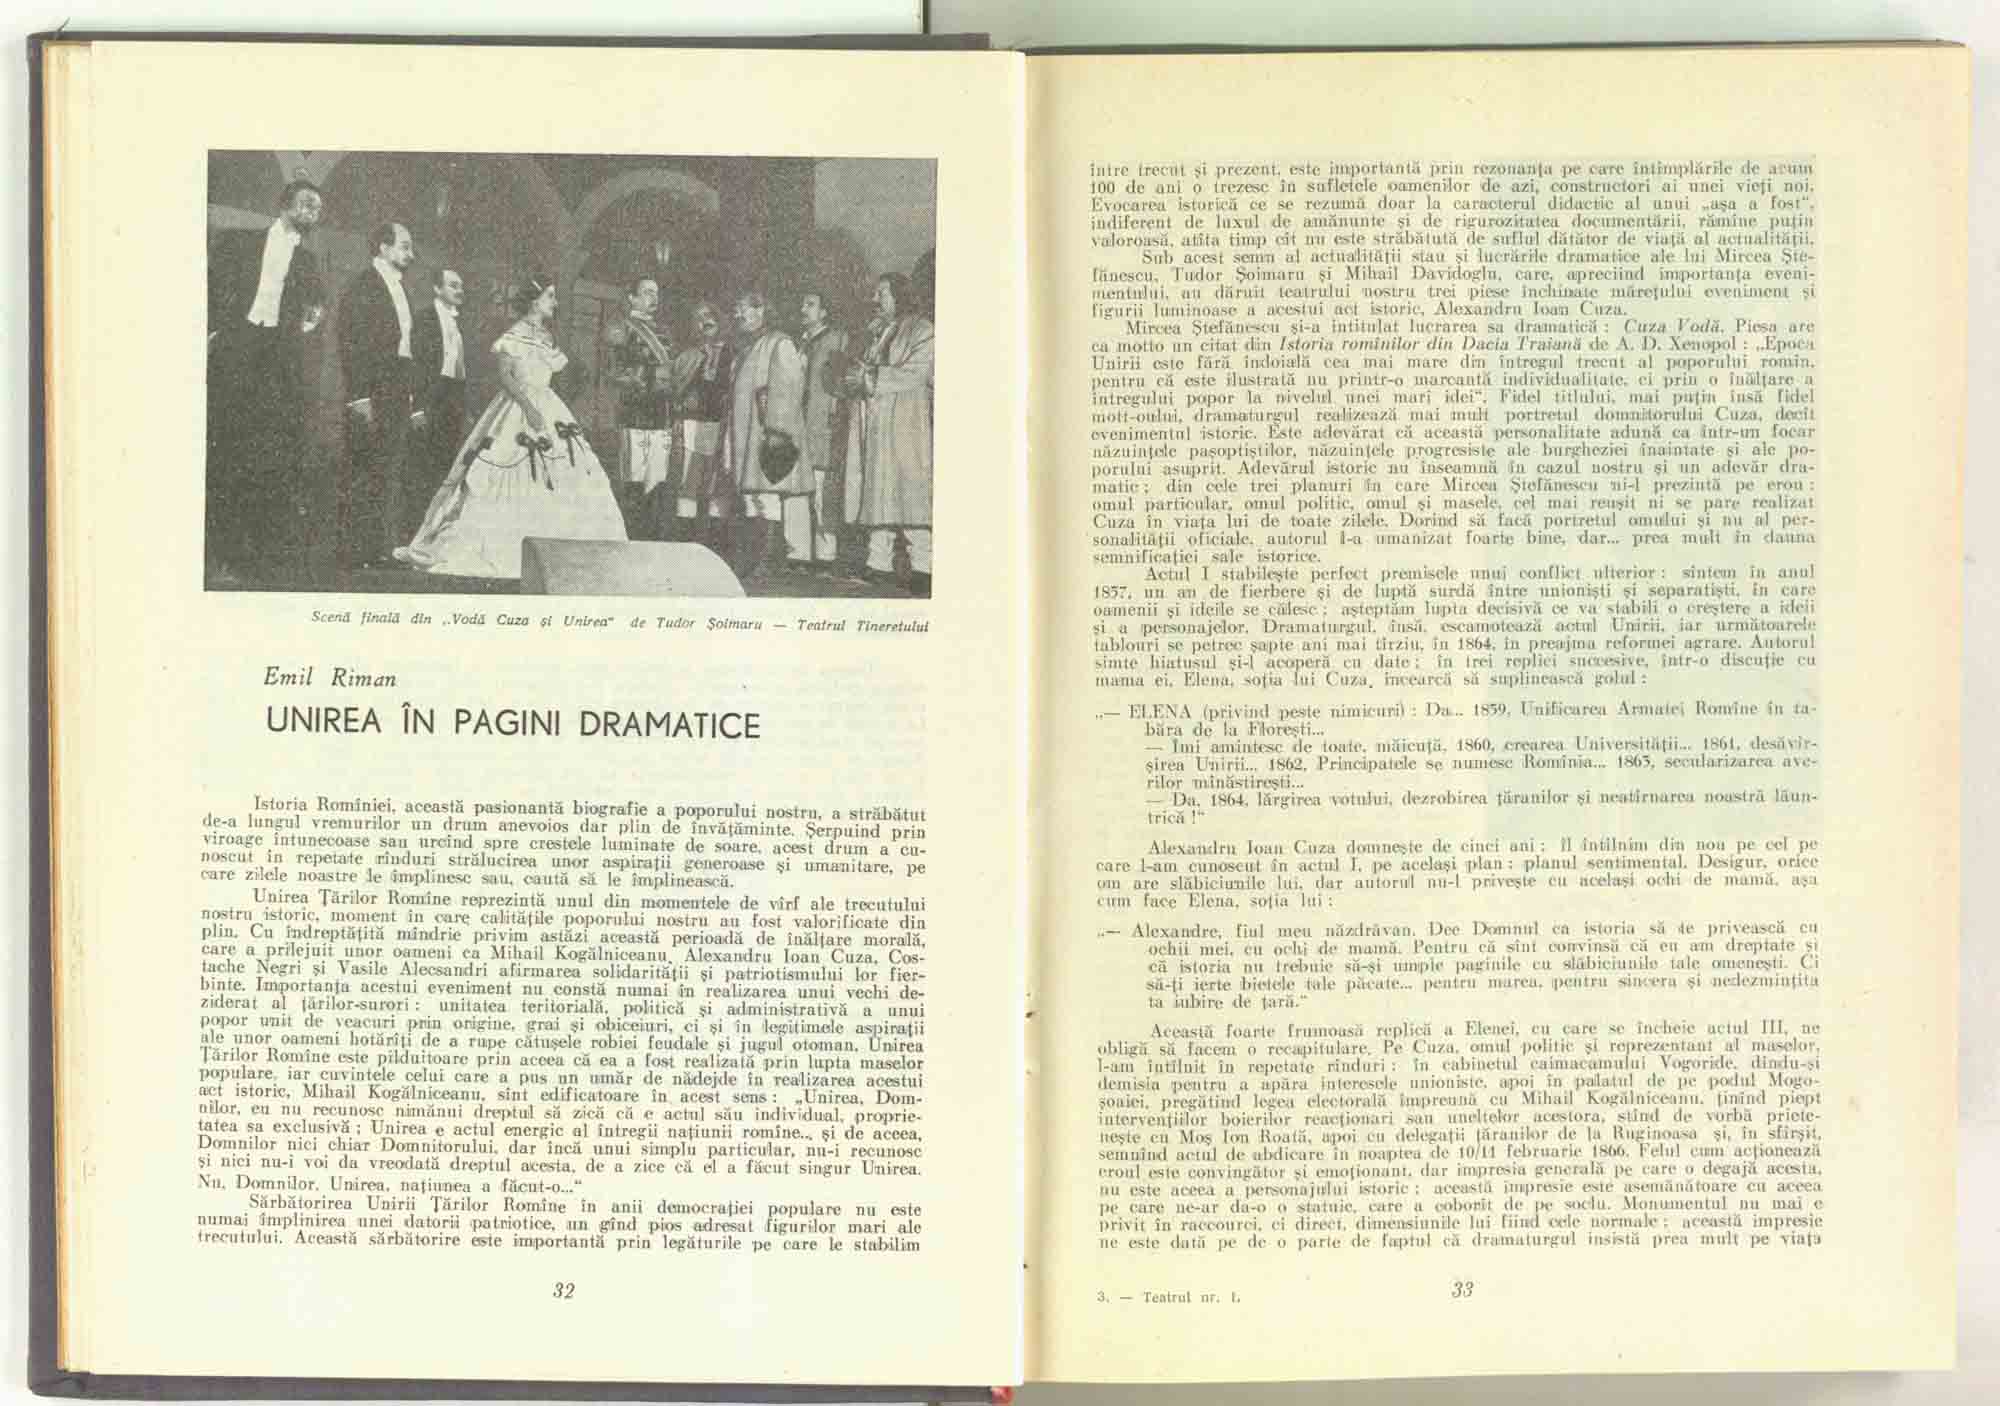 Scenă finală din „Vodă Cuza și Unirea" de Tudor Șoimaru — Teatrul Tineretului
Emil Riman
UNIREA ÎN PAGINI DRAMATICE
Istoria Romîniei, această pasionantă biografie a poporului nostru, a străbătut
de-a lungul vremurilor un drum anevoios dar plin de învățăminte. Șerpuind prin
viroage întunecoase sau urcînd spre crestele luminate de soare, acest drum a cu-
noscut în repetate rînduri strălucirea unor aspirații generoase și umanitare, pe
care zilele noastre le împlinesc sau, caută să le împlinească.
Unirea Țărilor Romîne reprezintă unul din momentele de vîrf ale trecutului
nostru istoric, moment în care calitățile poporului nostru au fost valorificate din
plin. Cu îndreptățită mîndrie privim astăzi această perioadă de înălțare morală,
care a prilejuit unor oameni ca Mihail Kogălniceanu, Alexandru Ioan Cuza, Cos-
tache Negri și Vasile Alecsandri afirmarea solidarității și patriotismului lor fier-
binte. Importanța acestui eveniment nu constă numai în realizarea unui vechi de-
ziderat al țărilor-surori : unitatea teritorială, politică și administrativă a unui
popor unit de veacuri prin origine, grai și obiceiuri, ci și în legitimele aspirații
ale unor oameni hotărîți de a rupe cătușele robiei feudale și jugul otoman. Unirea
Țărilor Romîne este pilduitoare prin aceea că ea a fost realizată prin lupta maselor
populare, iar cuvintele celui care a pus un umăr de nădejde în realizarea acestui
act istoric, Mihail Kogălniceanu, sînt edificatoare în acest sens : „Unirea, Dom-
nilor, eu nu recunosc nimănui dreptul să zică că e actul său individual, proprie-
tatea sa exclusivă ; Unirea e actul energic al întregii națiunii romîne... și de aceea,
Domnilor nici chiar Domnitorului, dar încă unui simplu particular, nu-i recunosc
și nici nu-i voi da vreodată dreptul acesta, de a zice că el a făcut singur Unirea.
Nu, Domnilor, Unirea, națiunea a făcut-o..."
Sărbătorirea Unirii Țărilor Romîne în anii democrației populare nu este
numai împlinirea unei datorii patriotice, un gînd pios adresat figurilor mari ale
trecutului. Această sărbătorire este importantă prin legăturile pe care le stabilim
32
între trecut și prezent, este importantă prin rezonanța pe care întîmplările de acum
100 de ani o trezesc în sufletele oamenilor de azi, constructori ai unei vieți noi.
Evocarea istorică ce se rezumă doar la caracterul didactic al unui „așa a fost",
indiferent de luxul de amănunte și de rigurozitatea documentării, rămîne puțin
valoroasă, atîta timp cît nu este străbătută de suflul dătător de viață al actualității.
Sub acest semn al actualității stau și lucrările dramatice ale lui Mircea Ște-
fănescu, Tudor Șoimaru și Mihail Davidoglu, care, apreciind importanța eveni-
mentului, au dăruit teatrului nostru trei piese închinate mărețului eveniment și
figurii luminoase a acestui act istoric, Alexandru Ioan Cuza.
Mircea Ștefănescu și-a intitulat lucrarea sa dramatică : Cuza Vodă. Piesa are
ca motto un citat din Istoria romînilor din Dacia Traiană de A. D. Xenopol : „Epoca
Unirii este fără îndoială cea mai mare din întregul trecut al poporului romîn,
pentru că este ilustrată nu printr-o marcantă individualitate, ci prin o înălțare a
întregului popor la nivelul unei mari idei". Fidel titlului, mai puțin însă fidel
mott-oului, dramaturgul realizează mai mult portretul domnitorului Cuza, decît
evenimentul istoric. Este adevărat că această personalitate adună ca într-un focar
năzuințele pașoptiștilor, năzuințele progresiste ale burgheziei înaintate și ale po-
porului asuprit. Adevărul istoric nu înseamnă în cazul nostru și un adevăr dra-
matic ; din cele trei planuri în care Mircea Ștefănescu ni-l prezintă pe erou :
omul particular, omul politic, omul și masele, cel mai reușit ni se pare realizat
Cuza în viața lui de toate zilele. Dorind să facă portretul omului și nu al per-
sonalității oficiale, autorul l-a umanizat foarte bine, dar... prea mult în dauna
semnificației sale istorice.
Actul I stabilește perfect premisele unui conflict ulterior : sîntem în anul
1857, un an de fierbere și de luptă surdă între unioniști și separatiști, în care
oamenii și ideile se călesc ; așteptăm lupta decisivă ce va stabili o creștere a ideii
și a personajelor. Dramaturgul, însă, escamotează actul Unirii, iar următoarele
tablouri se petrec șapte ani mai tîrziu, în 1864, în preajma reformei agrare. Autorul
simte hiatusul și-l acoperă cu date ; în trei replici succesive, într-o discuție cu
mama ei, Elena, soția lui Cuza, încearcă să suplinească golul :
„— ELENA (privind peste nimicuri) : Da... 1859, Unificarea Armatei Romîne în ta-
băra de la Florești...
— Îmi amintesc de toate, măicuță, 1860, crearea Universității... 1861, desăvîr-
șirea Unirii... 1862, Principatele se numesc Romînia... 1863, secularizarea ave-
rilor mînăstirești...
— Da, 1864, lărgirea votului, dezrobirea țăranilor și neatîrnarea noastră lăun-
trică !"
Alexandru Ioan Cuza domnește de cinci ani ; îl întîlnim din nou pe cel pe
care l-am cunoscut în actul I, pe același plan : planul sentimental. Desigur, orice
om are slăbiciunile lui, dar autorul nu-l privește cu același ochi de mamă, așa
cum face Elena, soția lui :
„— Alexandre, fiul meu năzdrăvan. Dee Domnul ca istoria să te privească cu
ochii mei, cu ochi de mamă. Pentru că sînt convinsă că eu am dreptate și
că istoria nu trebuie să-și umple paginile cu slăbiciunile tale omenești. Ci
să-ți ierte bietele tale păcate... pentru marea, pentru sincera și nedezmințita
ta iubire de țară."
Această foarte frumoasă replică a Elenei, cu care se încheie actul III, ne
obligă să facem o recapitulare. Pe Cuza, omul politic și reprezentant al maselor,
l-am întîlnit în repetate rînduri : în cabinetul caimacamului Vogoride, dîndu-și
demisia pentru a apăra interesele unioniste, apoi în palatul de pe podul Mogo-
șoaiei, pregătind legea electorală împreună cu Mihail Kogălniceanu, ținînd piept
intervențiilor boierilor reacționari sau uneltelor acestora, stînd de vorbă priete-
nește cu Moș Ion Roată, apoi cu delegații țăranilor de la Ruginoasa și, în sfîrșit,
semnînd actul de abdicare în noaptea de 10/11 februarie 1866. Felul cum acționează
eroul este convingător și emoționant, dar impresia generală pe care o degajă acesta,
nu este aceea a personajului istoric ; această impresie este asemănătoare cu aceea
pe care ne-ar da-o o statuie, care a coborît de pe soclu. Monumentul nu mai e
privit în raccourci, ci direct, dimensiunile lui fiind cele normale ; această impresie
ne este dată pe de o parte de faptul că dramaturgul insistă prea mult pe viața
3. — Teatrul nr. 1.
33